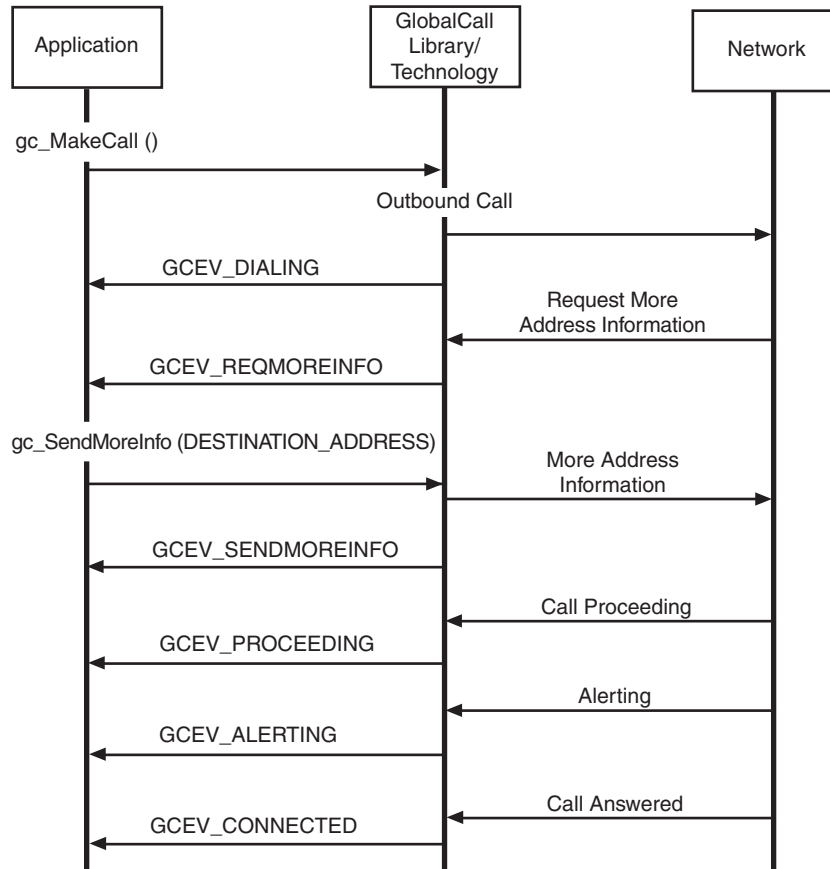 Application
GlobalCall
Library/
Technology
Network
gc_MakeCall ()
Outbound Call
GCEV_DIALING
Request More
Address Information
GCEV_REQMOREINFO
gc_SendMoreInfo (DESTINATION_ADDRESS)
More Address
Information
GCEV_SENDMOREINFO
Call Proceeding
GCEV_PROCEEDING
Alerting
GCEV_ALERTING
Call Answered
GCEV_CONNECTED